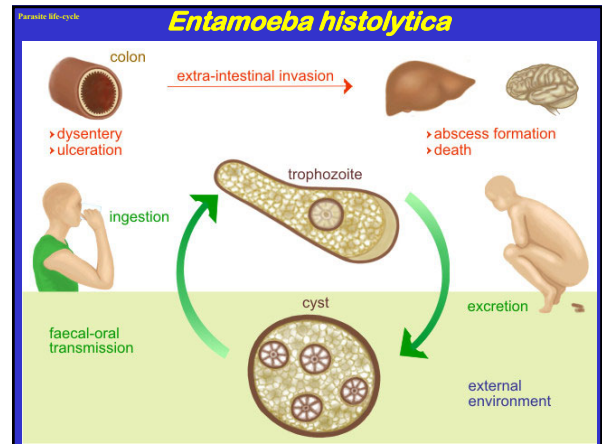 Parasite life-cycle
Entamoeba histolytica
colon
extra-intestinal invasion
› dysentery
› ulceration
› abscess formation
› death
trophozoite
ingestion
cyst
excretion
faecal-oral
transmission
external
environment